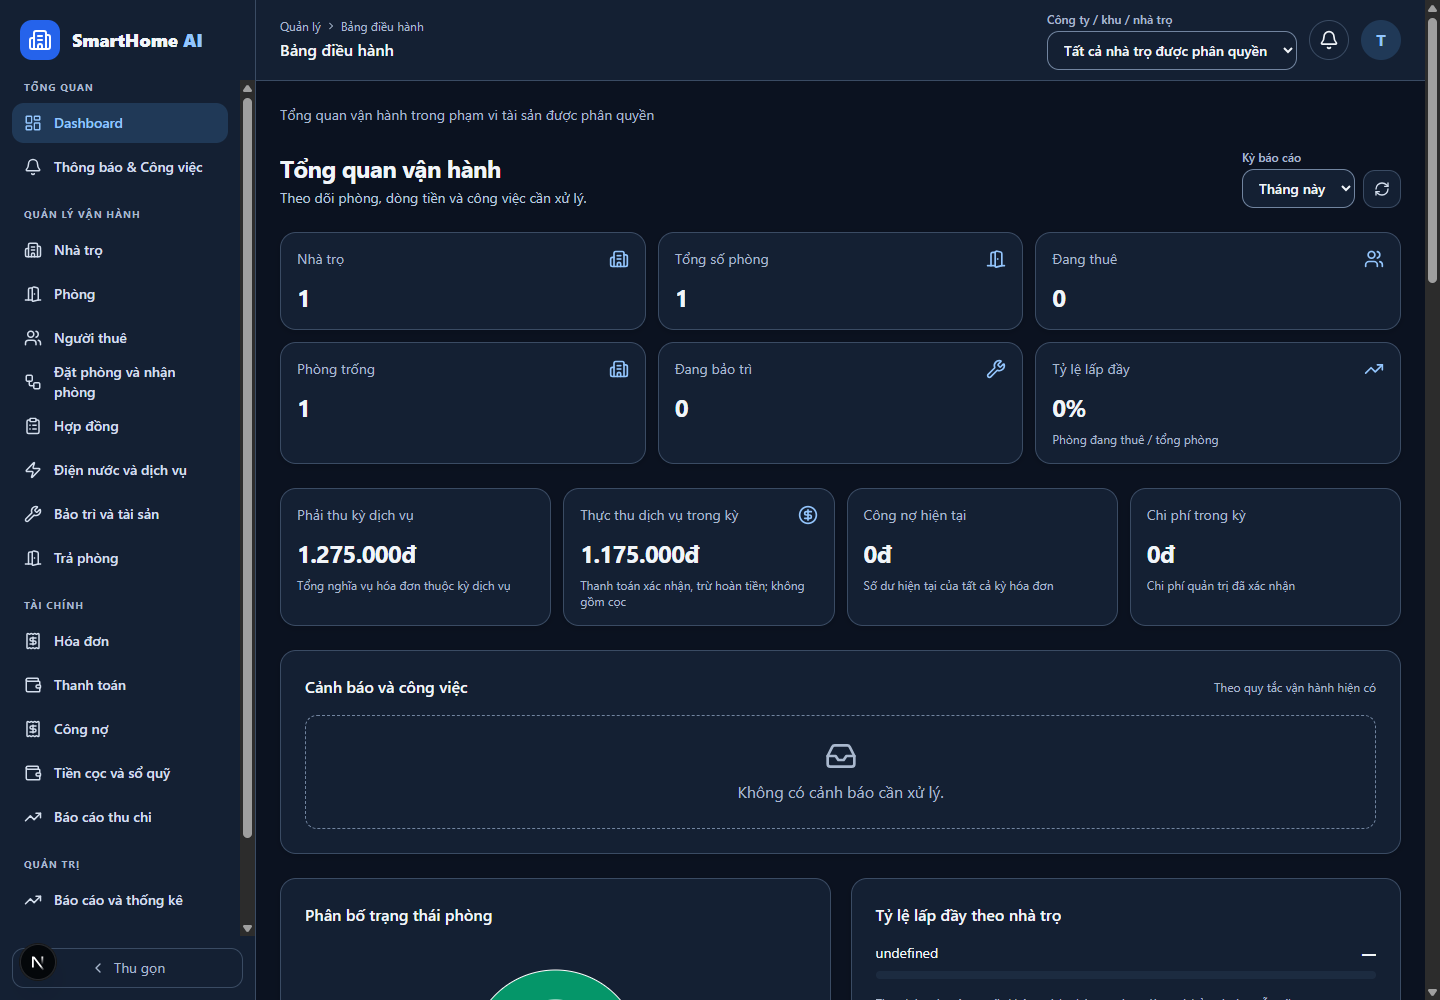 SmartHome AI
TỔNG QUAN
Dashboard
Thông báo & Công việc
QUẢN LÝ VẬN HÀNH
Nhà trọ
Phòng
Người thuê
Đặt phòng và nhận
phòng
Hợp đồng
Điện nước và dịch vụ
Bảo trì và tài sản
Trả phòng
TÀI CHÍNH
Hóa đơn
Thanh toán
Công nợ
Tiền cọc và sổ quỹ
Báo cáo thu chi
QUẢN TRỊ
Báo cáo và thống kê
N
Thu gọn
Quản lý > Bảng điều hành
Bảng điều hành
Công ty / khu / nhà trọ
Tất cả nhà trọ được phân quyền
T
Tổng quan vận hành trong phạm vi tài sản được phân quyền
Tổng quan vận hành
Theo dõi phòng, dòng tiền và công việc cần xử lý.
Kỳ báo cáo
Tháng này
Nhà trọ
1
Tổng số phòng
1
Đang thuê
0
Phòng trống
1
Đang bảo trì
0
Tỷ lệ lấp đầy
0%
Phòng đang thuê / tổng phòng
Phải thu kỳ dịch vụ
1.275.000đ
Tổng nghĩa vụ hóa đơn thuộc kỳ dịch vụ
Thực thu dịch vụ trong kỳ
1.175.000đ
Thanh toán xác nhận, trừ hoàn tiền; không
gồm cọc
Công nợ hiện tại
0đ
Số dư hiện tại của tất cả kỳ hóa đơn
Chi phí trong kỳ
0đ
Chi phí quản trị đã xác nhận
Cảnh báo và công việc
Theo quy tắc vận hành hiện có
Không có cảnh báo cần xử lý.
Phân bố trạng thái phòng
Tỷ lệ lấp đầy theo nhà trọ
undefined
—